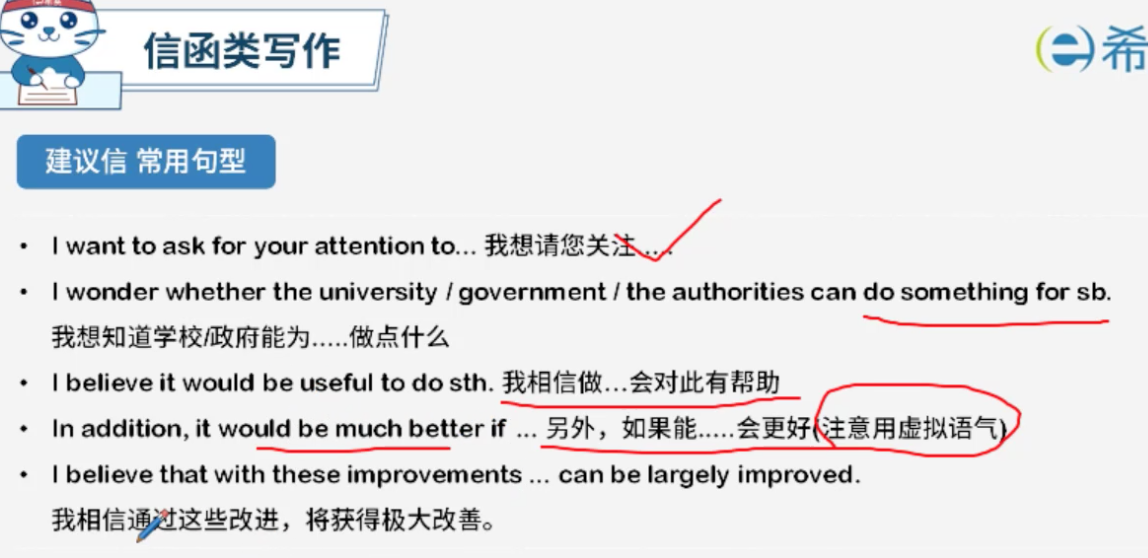 信函类写作
希
建议信 常用句型
• I want to ask for your attention to... 我想请您关注 ....
• I wonder whether the university / government / the authorities can do something for sb.
我想知道学校/政府能为.....做点什么
• I believe it would be useful to do sth. 我相信做...会对此有帮助
• In addition, it would be much better if ... 另外，如果能.....会更好(注意用虚拟语气)
• I believe that with these improvements ... can be largely improved.
我相信通过这些改进，将获得极大改善。